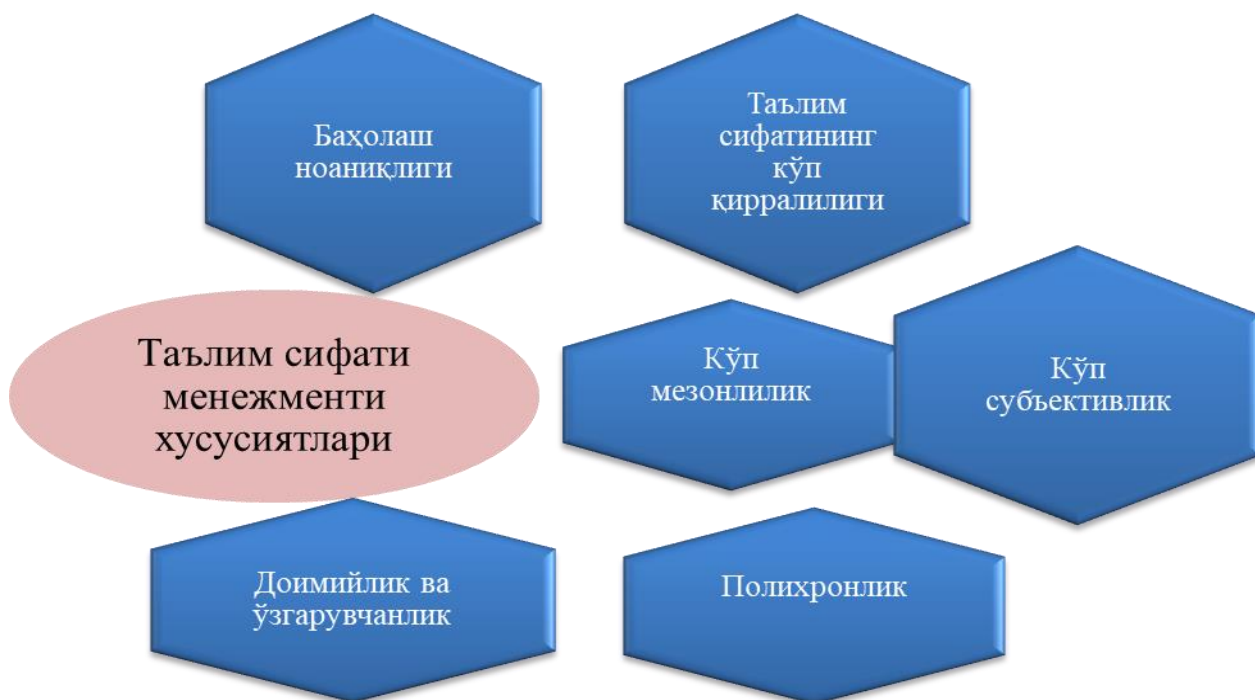 Баҳолаш
ноаниқлиги
Таълим
сифатининг
кўп
қирралилиги
Таълим сифати
менежменти
хусусиятлари
Кўп
мезонлилик
Кўп
субъективлик
Доимийлик ва
ўзгарувчанлик
Полихронлик